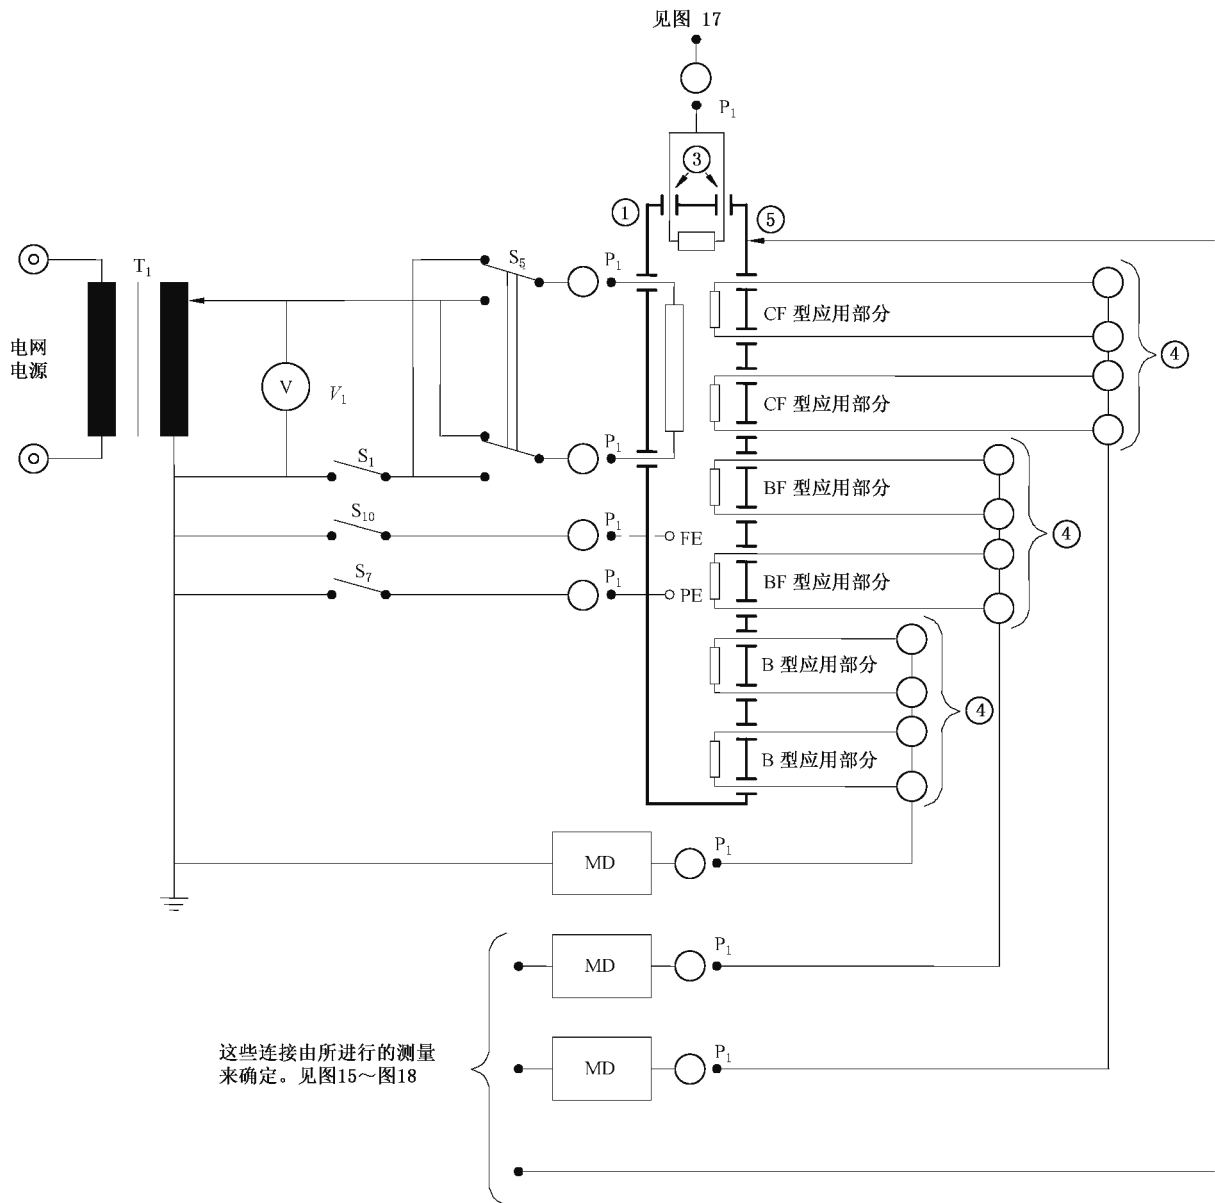 见图 17
P₁
③
①
⑤
T₁
S₅
P₁
CF 型应用部分
电网
电源
V
V₁
④
CF 型应用部分
S₁
P₁
BF 型应用部分
S₁₀
P₁
FE
④
S₇
P₁
PE
BF 型应用部分
B 型应用部分
④
B 型应用部分
MD
P₁
MD
P₁
这些连接由所进行的测量
来确定。见图15～图18
MD
P₁